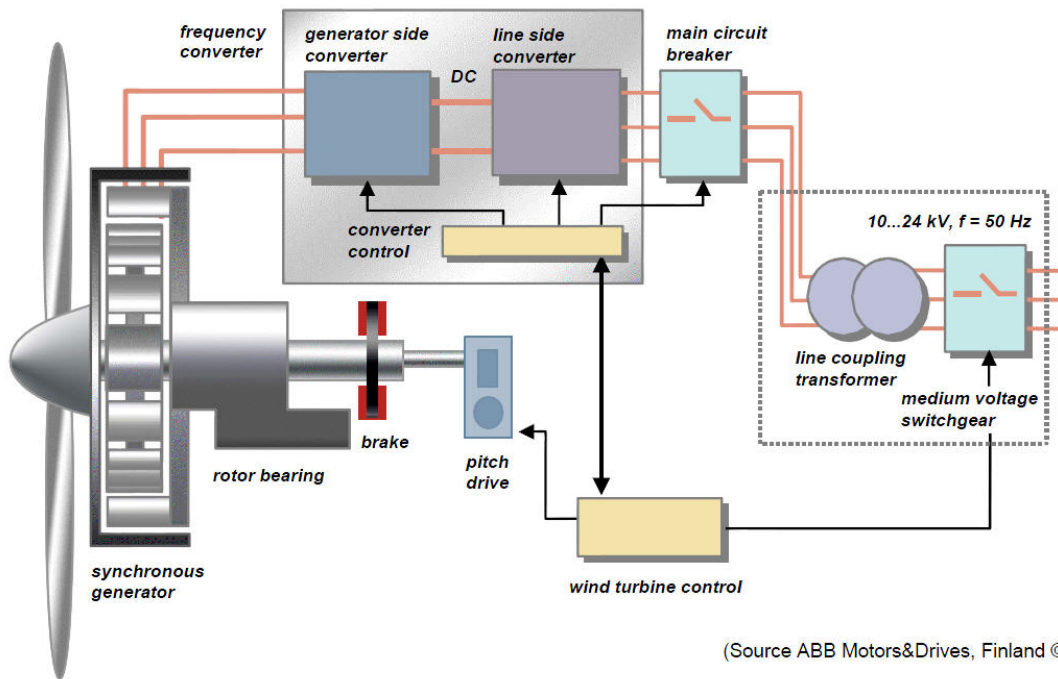 frequency
converter
generator side
converter
DC
line side
converter
main circuit
breaker
converter
control
10...24 kV, f = 50 Hz
line coupling
transformer
medium voltage
switchgear
brake
rotor bearing
pitch
drive
synchronous
generator
wind turbine control
(Source ABB Motors&Drives, Finland ©